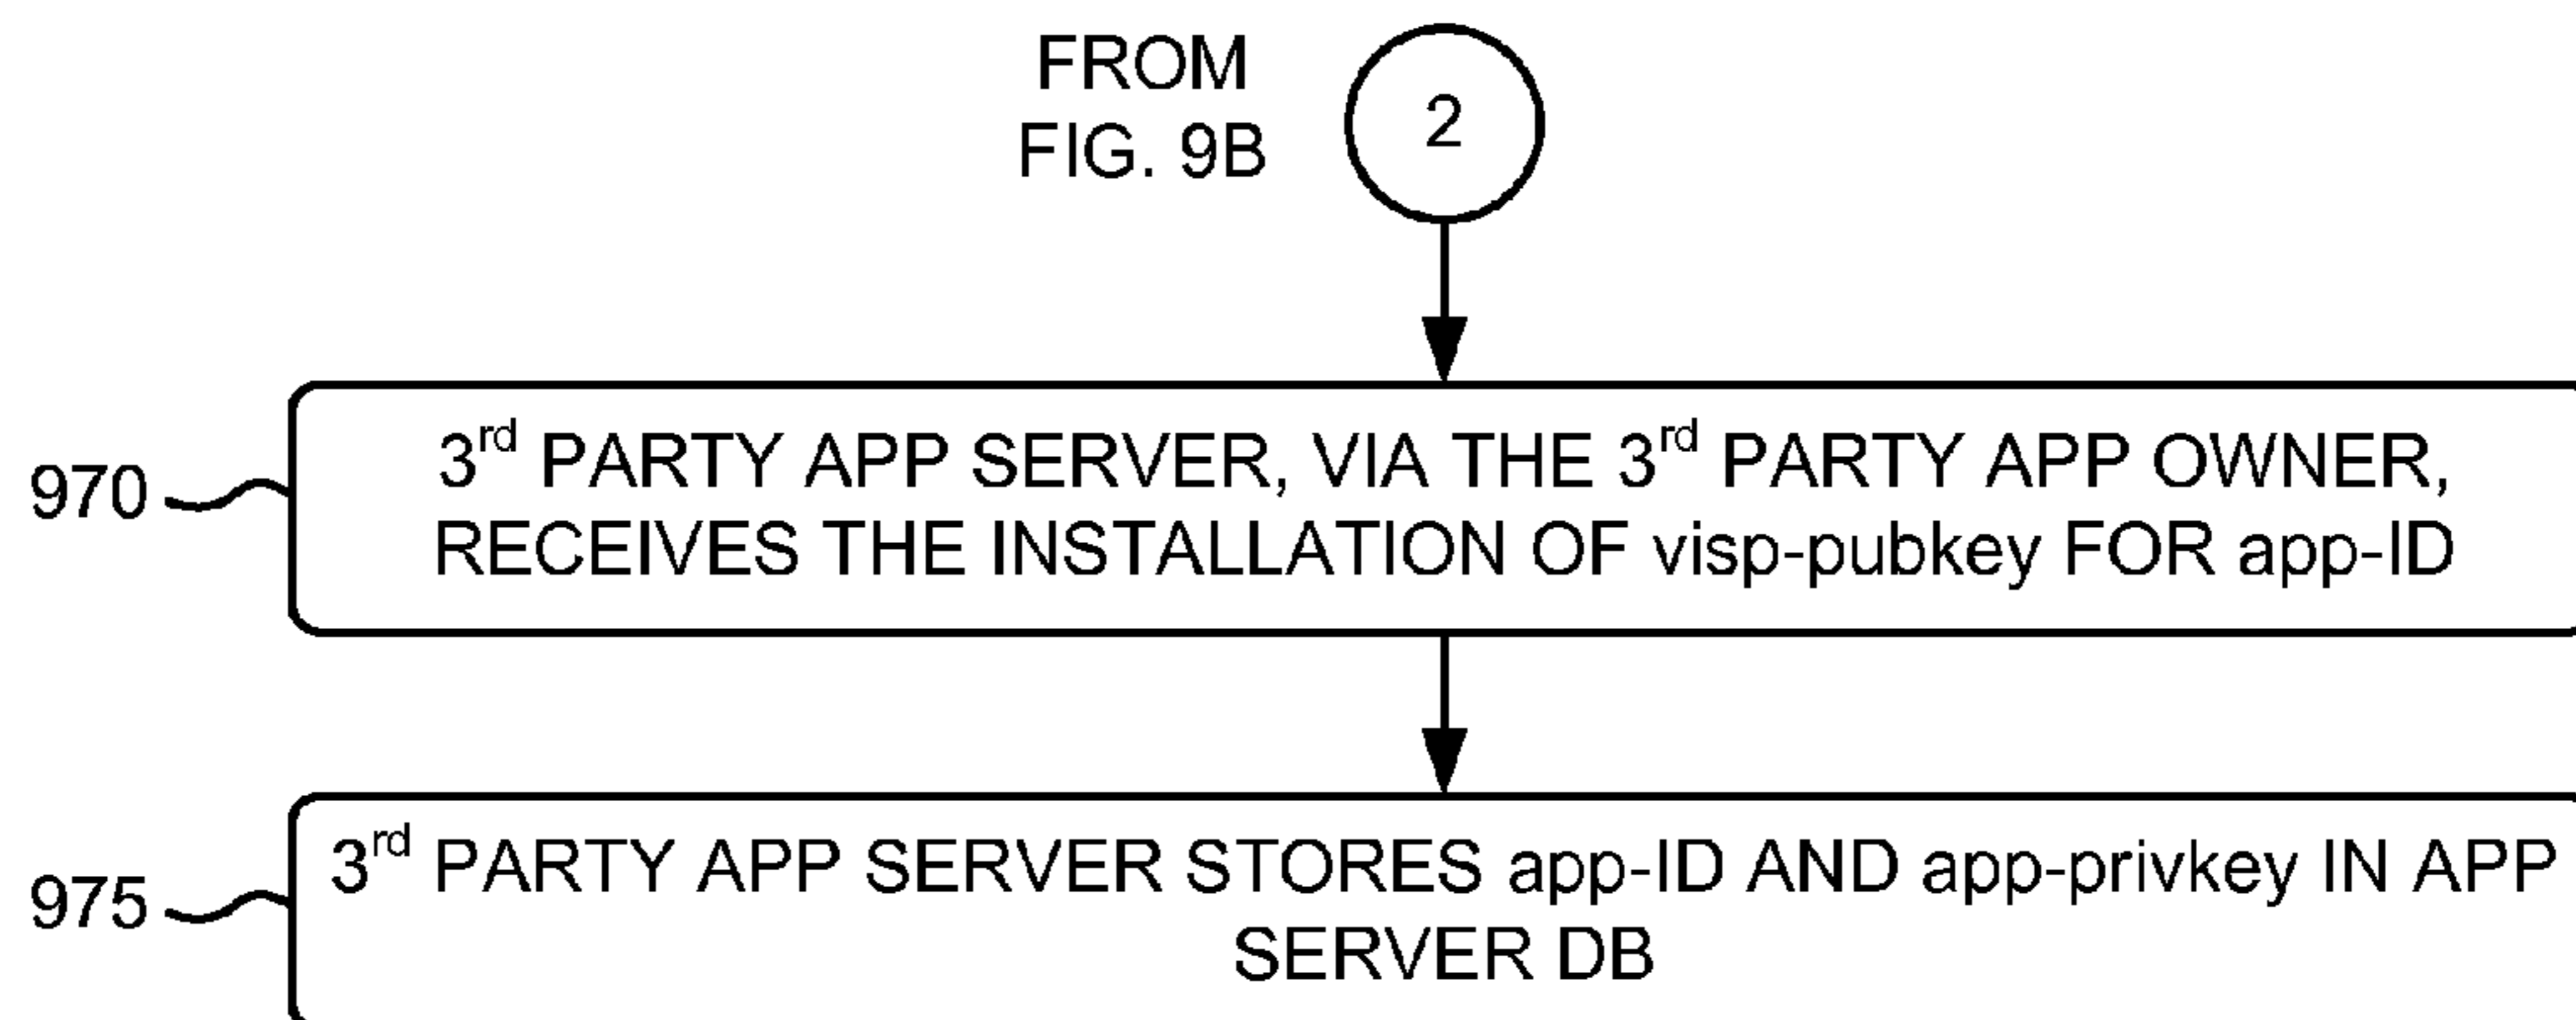 FROM
FIG. 9B
2
970
3rd PARTY APP SERVER, VIA THE 3rd PARTY APP OWNER,
RECEIVES THE INSTALLATION OF visp-pubkey FOR app-ID
975
3rd PARTY APP SERVER STORES app-ID AND app-privkey IN APP
SERVER DB